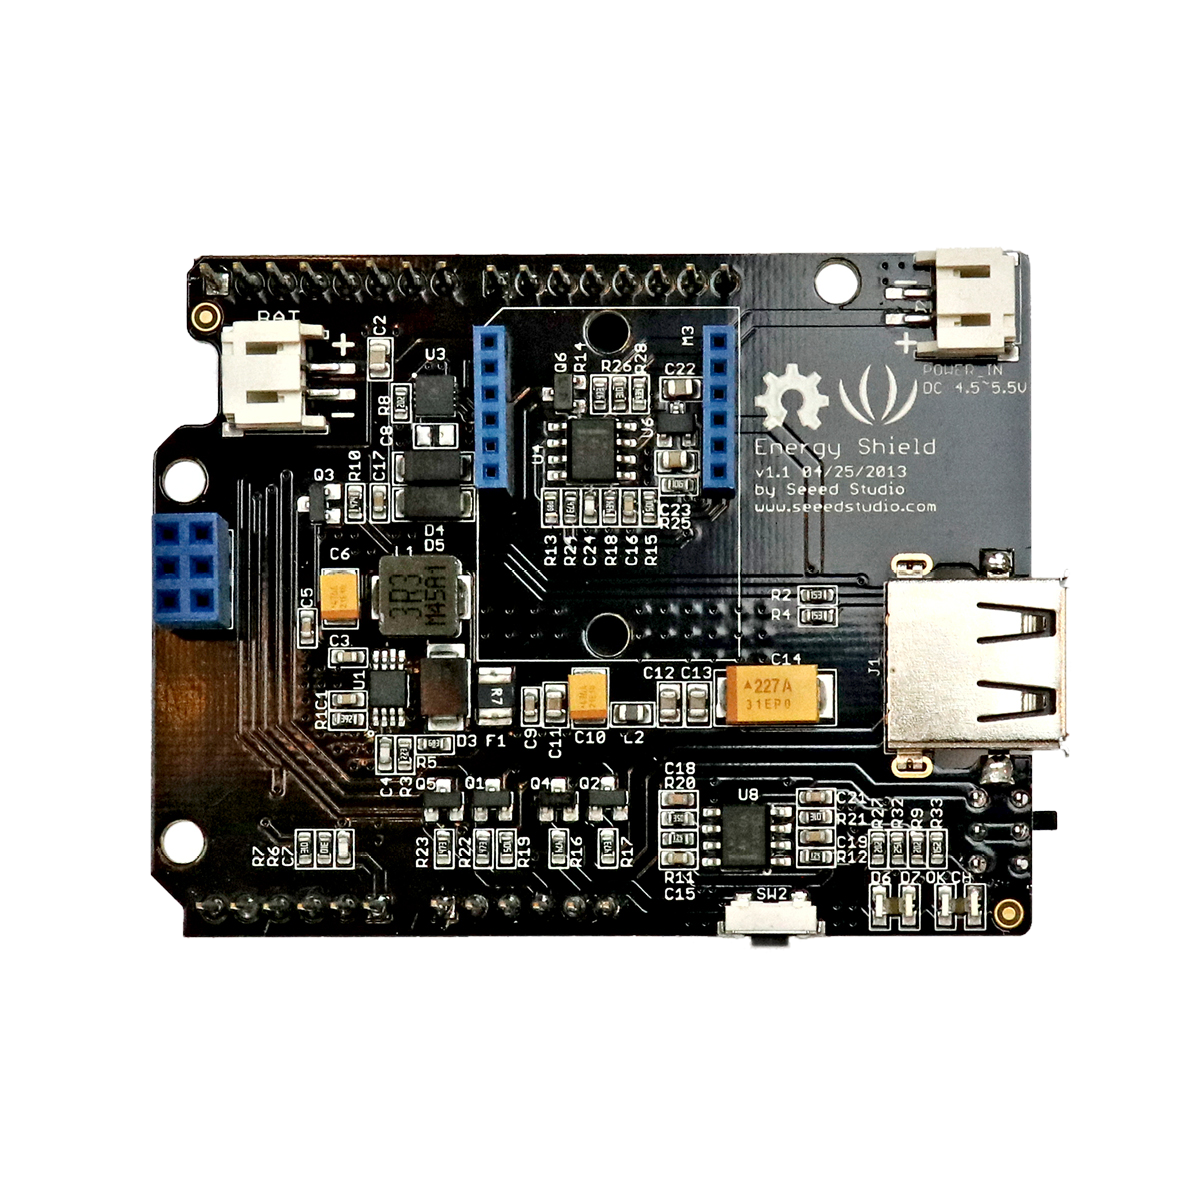 BAT
+
-
C2
U3
R8
C8
C17
R10
Q3
Q6
R14
R26
R28
C22
M3
U4
U6
-
+
POWER_IN
DC 4.5~5.5V
Energy Shield
v1.1 04/25/2013
by Seeed Studio
www.seeedstudio.com
C23
R25
R13
R24
C24
R18
C16
R15
D4
D5
L1
C6
C5
3R3
M45A1
R2
R4
J1
C3
U1
C1
R1
R7
F1
D3
C9
C11
C10
L2
C12
C13
C14
227A
31EP0
C4
R3
R5
Q5
Q1
Q4
Q2
C18
R20
U8
C21
R21
C19
R12
R27
R32
R9
R33
R7
R6
C7
R23
R22
R19
R16
R17
R11
C15
SW2
D6
D7
OK
CH